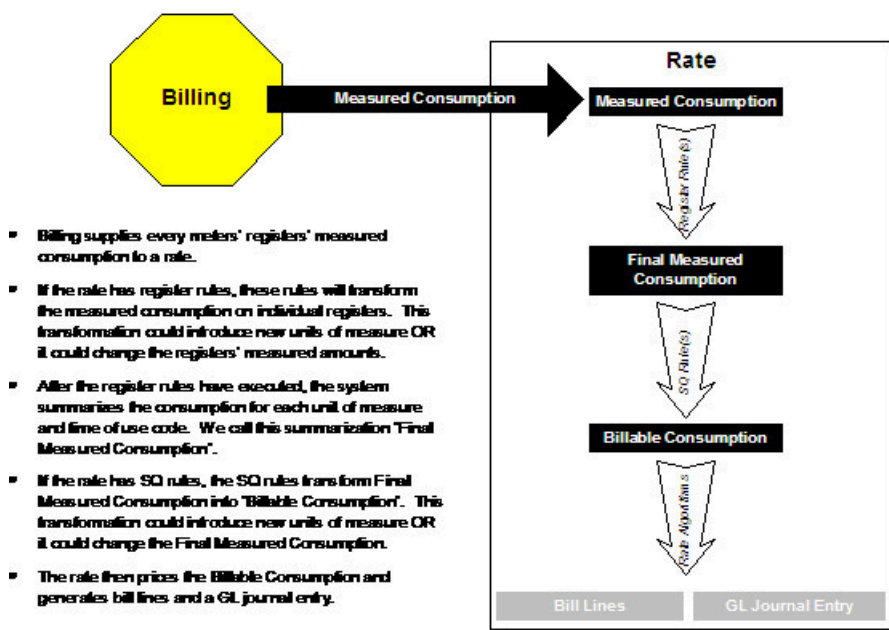 Billing
Measured Consumption
Rate
Measured Consumption
Register Rule(s)
Final Measured
Consumption
SQ Rule(s)
Billable Consumption
Rate Algorithms
Bill Lines
GL Journal Entry
Billing supplies every meters' registers' measured
consumption to a rate.
If the rate has register rules, these rules will transform
the measured consumption on individual registers. This
transformation could introduce new units of measure OR
it could change the registers' measured amounts.
After the register rules have executed, the system
summarizes the consumption for each unit of measure
and time of use code. We call this summarization "Final
Measured Consumption".
If the rate has SQ rules, the SQ rules transform Final
Measured Consumption into "Billable Consumption". This
transformation could introduce new units of measure OR
it could change the Final Measured Consumption.
The rate then prices the Billable Consumption and
generates bill lines and a GL journal entry.